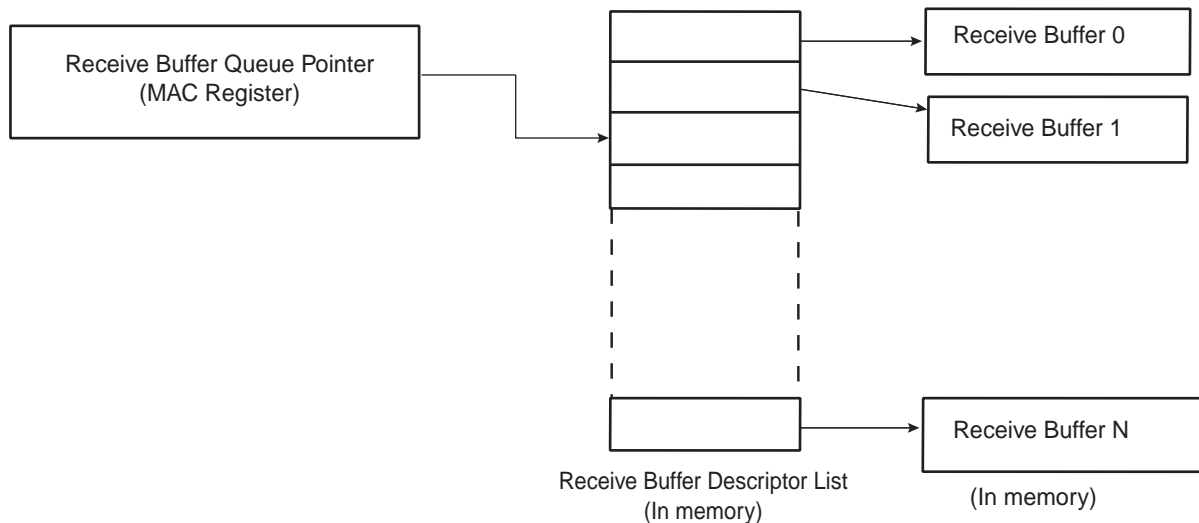 Receive Buffer Queue Pointer
(MAC Register)
Receive Buffer 0
Receive Buffer 1
Receive Buffer N
Receive Buffer Descriptor List
(In memory)
(In memory)